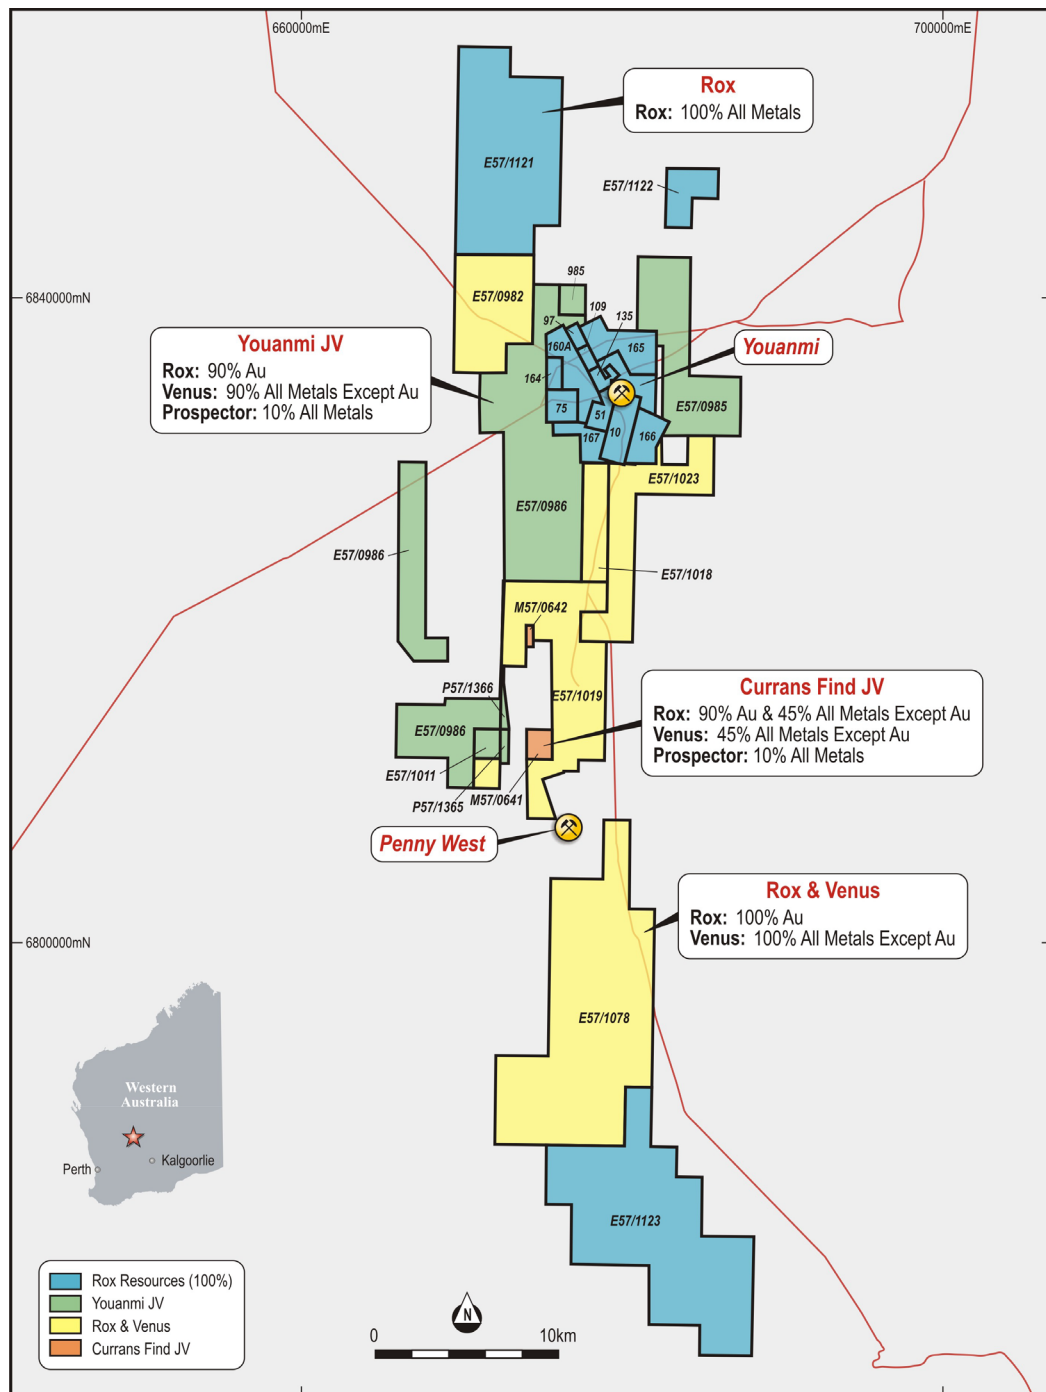 660000mE
700000mE
Rox
Rox: 100% All Metals
E57/1121
E57/1122
985
6840000mN
E57/0982
109
97
135
160A
165
Youanmi
Youanmi JV
Rox: 90% Au
Venus: 90% All Metals Except Au
Prospector: 10% All Metals
164
75
51
E57/0985
10
167
166
E57/1023
E57/0986
E57/0986
E57/1018
M57/0642
P57/1366
E57/1019
Currans Find JV
Rox: 90% Au & 45% All Metals Except Au
Venus: 45% All Metals Except Au
Prospector: 10% All Metals
E57/0986
E57/1011
M57/0641
P57/1365
Penny West
Rox & Venus
Rox: 100% Au
Venus: 100% All Metals Except Au
6800000mN
E57/1078
Western
Australia
Perth
Kalgoorlie
E57/1123
Rox Resources (100%)
Youanmi JV
Rox & Venus
Currans Find JV
N
0
10km